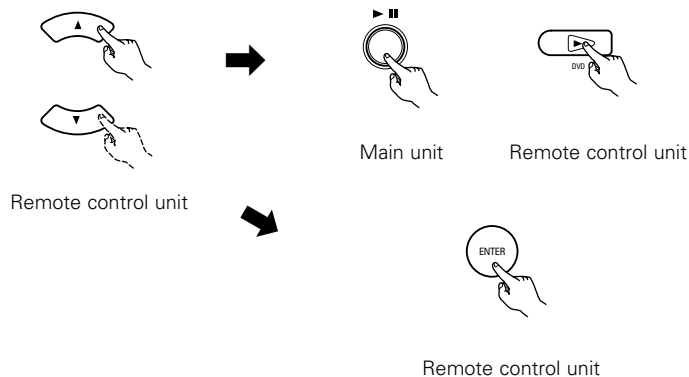 DVD
Main unit
Remote control unit
Remote control unit
ENTER
Remote control unit